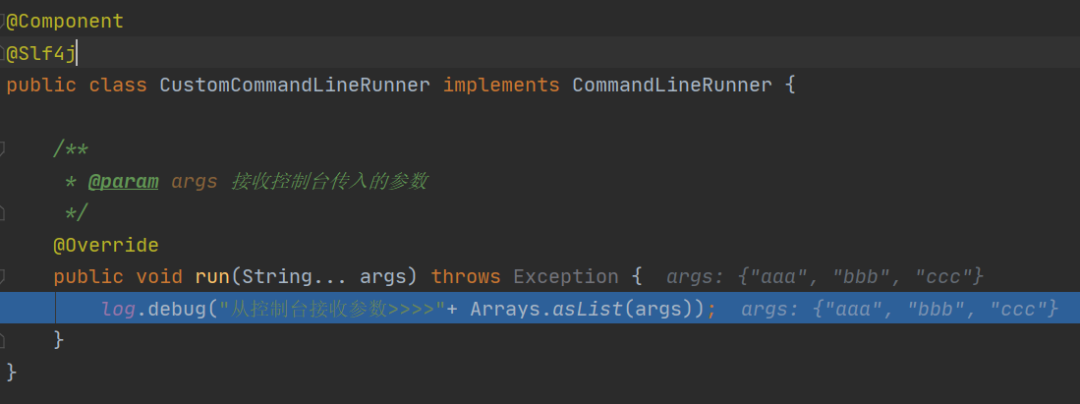 @Component
@Slf4j
public class CustomCommandLineRunner implements CommandLineRunner {
/**
* @param args 接收控制台传入的参数
*/
@Override
public void run(String... args) throws Exception { args: {"aaa", "bbb", "ccc"}
log.debug("从控制台接收参数>>>>"+ Arrays.asList(args)); args: {"aaa", "bbb", "ccc"}
}
}